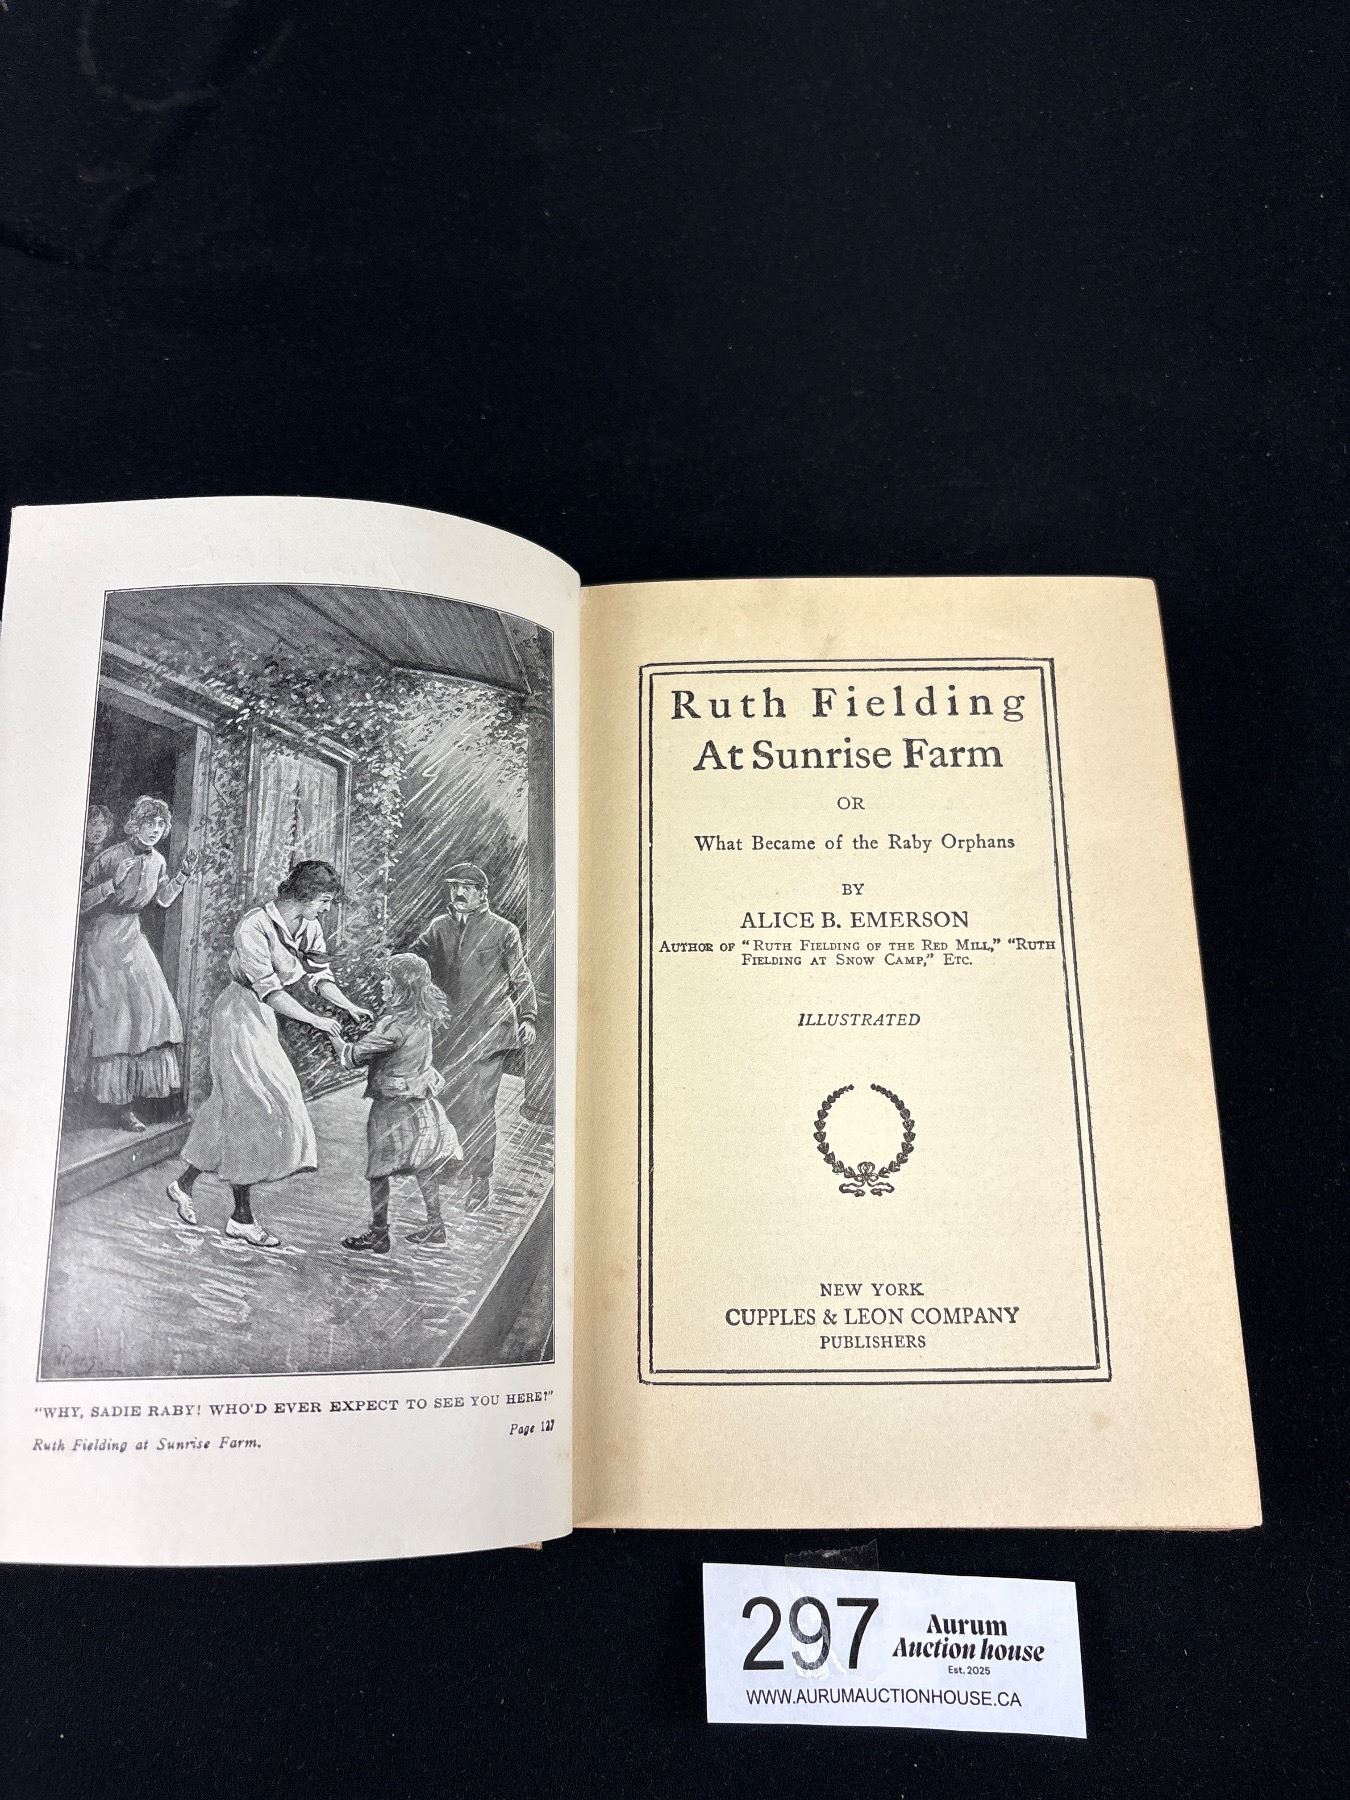 "WHY, SADIE RABY! WHO'D EVER EXPECT TO SEE YOU HERE?"
Ruth Fielding at Sunrise Farm. Page 127
Ruth Fielding
At Sunrise Farm
OR
What Became of the Raby Orphans
BY
ALICE B. EMERSON
AUTHOR OF "RUTH FIELDING OF THE RED MILL," "RUTH
FIELDING AT SNOW CAMP," ETC.
ILLUSTRATED
NEW YORK
CUPPLES & LEON COMPANY
PUBLISHERS
297
Aurum
Auction house
Est. 2025
WWW.AURUMAUCTIONHOUSE.CA